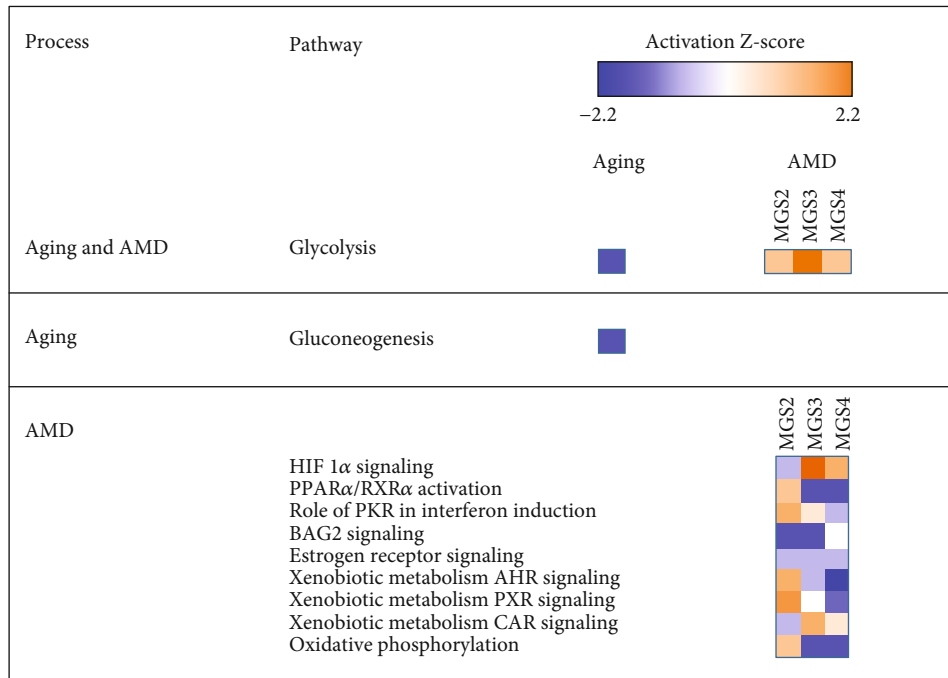 Process
Pathway
Activation Z-score
−2.2
2.2
Aging
AMD
MGS2
MGS3
MGS4
Aging and AMD
Glycolysis
Aging
Gluconeogenesis
AMD
MGS2
MGS3
MGS4
HIF 1α signaling
PPARα/RXRα activation
Role of PKR in interferon induction
BAG2 signaling
Estrogen receptor signaling
Xenobiotic metabolism AHR signaling
Xenobiotic metabolism PXR signaling
Xenobiotic metabolism CAR signaling
Oxidative phosphorylation